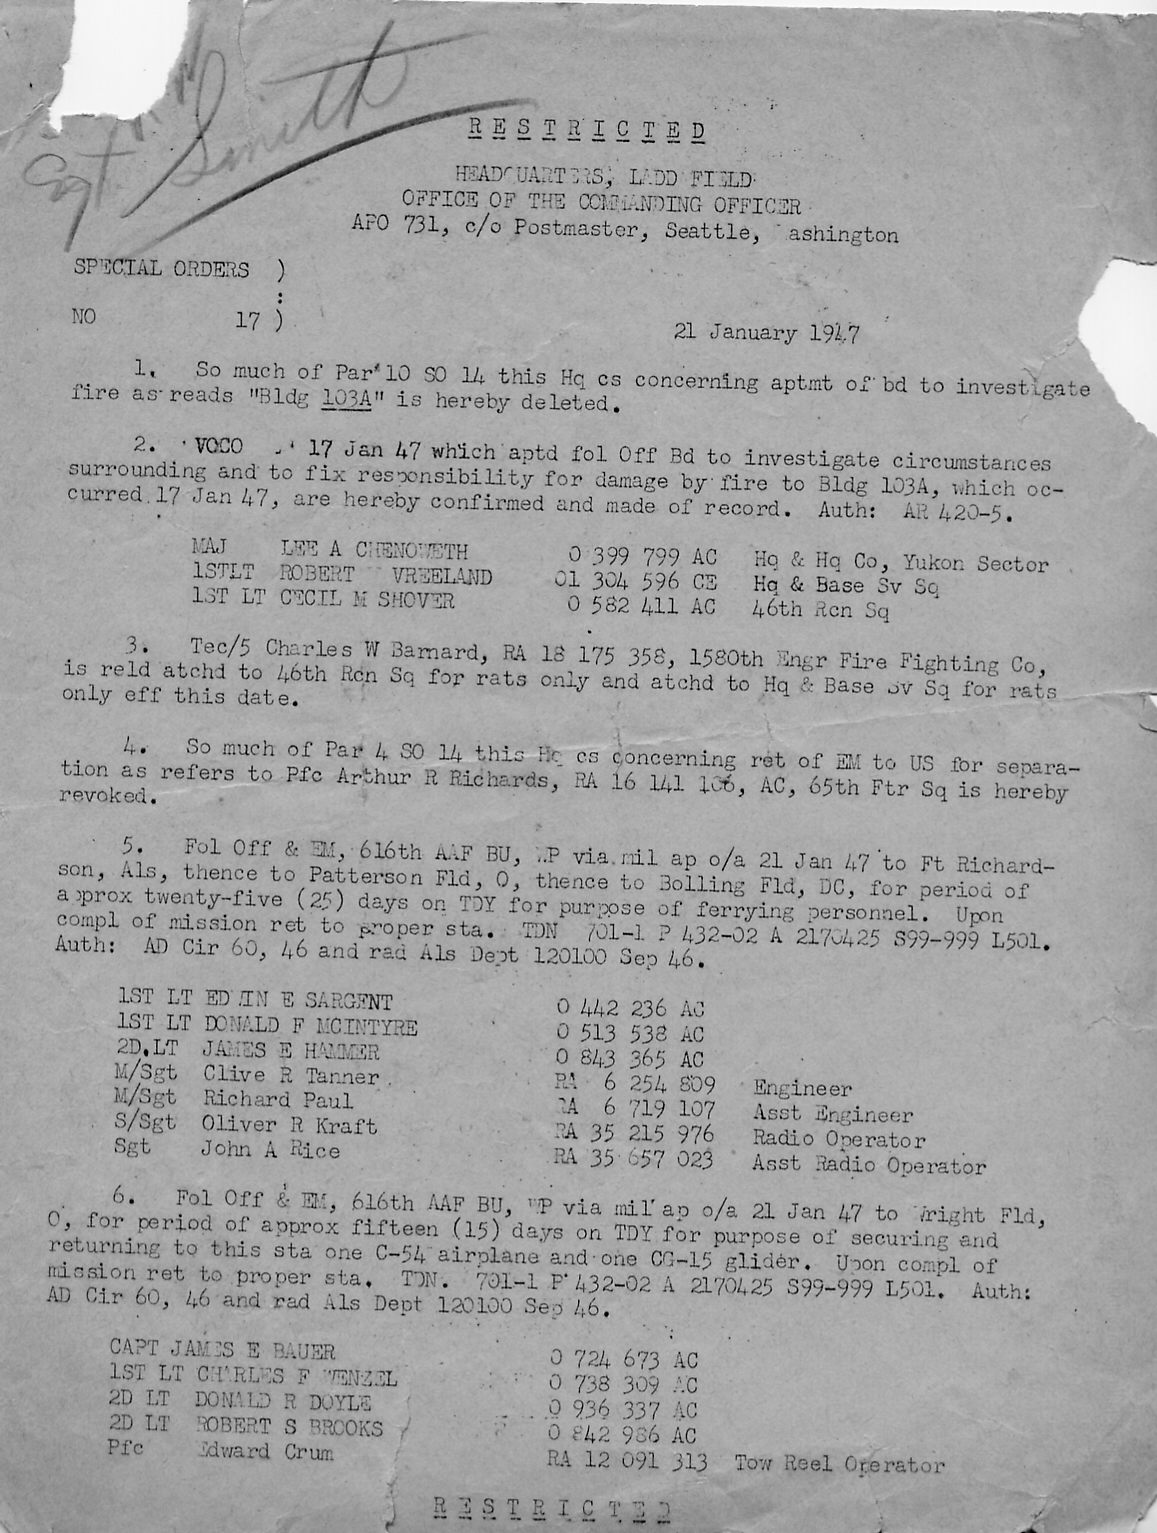 Sgt. Smith
RESTRICTED
HEADQUARTERS, LADD FIELD
OFFICE OF THE COMMANDING OFFICER
APO 731, c/o Postmaster, Seattle, ashington
SPECIAL ORDERS )
:
NO 17 )
21 January 1947
1. So much of Par 10 SO 14 this Hq cs concerning aptmt of bd to investigate
fire as reads "Bldg 103A" is hereby deleted.
2. VOCO 17 Jan 47 which aptd fol Off Bd to investigate circumstances
surrounding and to fix responsibility for damage by fire to Bldg 103A, which oc-
curred 17 Jan 47, are hereby confirmed and made of record. Auth: AR 420-5.
MAJ LEE A CHENOWETH O 399 799 AC Hq & Hq Co, Yukon Sector
1STLT ROBERT VREELAND O1 304 596 CE Hq & Base Sv Sq
1ST LT CECIL M SHOVER O 582 411 AC 46th Rcn Sq
3. Tec/5 Charles W Barnard, RA 18 175 358, 1580th Engr Fire Fighting Co,
is reld atchd to 46th Rcn Sq for rats only and atchd to Hq & Base Sv Sq for rats
only eff this date.
4. So much of Par 4 SO 14 this Hq cs concerning ret of EM to US for separa-
tion as refers to Pfc Arthur R Richards, RA 16 141 106, AC, 65th Ftr Sq is hereby
revoked.
5. Fol Off & EM, 616th AAF BU, WP via mil ap o/a 21 Jan 47 to Ft Richard-
son, Als, thence to Patterson Fld, O, thence to Bolling Fld, DC, for period of
approx twenty-five (25) days on TDY for purpose of ferrying personnel. Upon
compl of mission ret to proper sta. TDN 701-1 P 432-02 A 2170425 S99-999 L501.
Auth: AD Cir 60, 46 and rad Als Dept 120100 Sep 46.
1ST LT EDWIN E SARGENT O 442 236 AC
1ST LT DONALD F MCINTYRE O 513 538 AC
2D LT JAMES E HAMMER O 843 365 AC
M/Sgt Clive R Tanner RA 6 254 809 Engineer
M/Sgt Richard Paul RA 6 719 107 Asst Engineer
S/Sgt Oliver R Kraft RA 35 215 976 Radio Operator
Sgt John A Rice RA 35 657 023 Asst Radio Operator
6. Fol Off & EM, 616th AAF BU, WP via mil ap o/a 21 Jan 47 to Wright Fld,
O, for period of approx fifteen (15) days on TDY for purpose of securing and
returning to this sta one C-54 airplane and one CG-15 glider. Upon compl of
mission ret to proper sta. TDN. 701-1 P 432-02 A 2170425 S99-999 L501. Auth:
AD Cir 60, 46 and rad Als Dept 120100 Sep 46.
CAPT JAMES E BAUER O 724 673 AC
1ST LT CHARLES F WENZEL O 738 309 AC
2D LT DONALD R DOYLE O 936 337 AC
2D LT ROBERT S BROOKS O 842 986 AC
Pfc Edward Crum RA 12 091 313 Tow Reel Operator
RESTRICTED